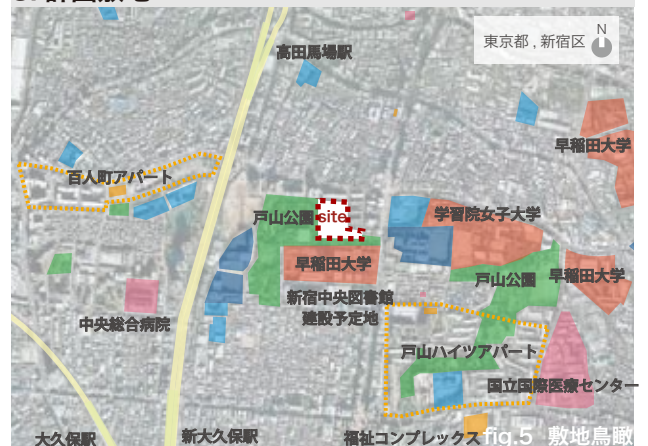 東京都 , 新宿区
N
高田馬場駅
早稲田大学
百人町アパート
戸山公園
site
学習院女子大学
早稲田大学
戸山公園
早稲田大学
新宿中央図書館
建設予定地
中央総合病院
戸山ハイツアパート
国立国際医療センター
大久保駅
新大久保駅
福祉コンプレックス
fig.5 敷地鳥瞰